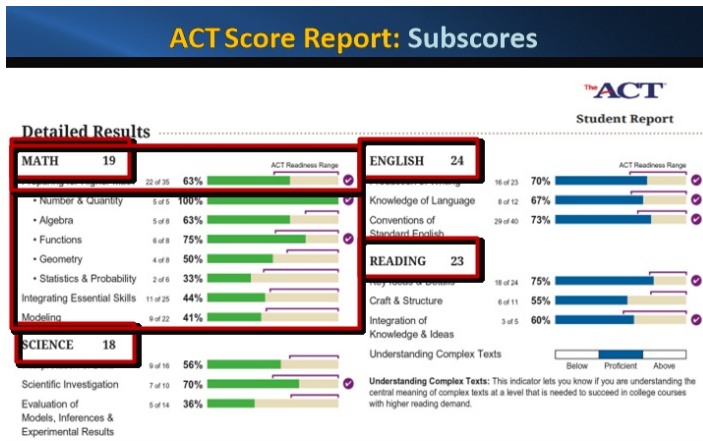 ACT Score Report: Subscores
The ACT
Student Report
Detailed Results
MATH 19
ACT Readiness Range
22 of 35 63%
• Number & Quantity 5 of 5 100%
• Algebra 5 of 8 63%
• Functions 6 of 8 75%
• Geometry 4 of 8 50%
• Statistics & Probability 2 of 6 33%
Integrating Essential Skills 11 of 25 44%
Modeling 9 of 22 41%
SCIENCE 18
9 of 16 56%
Scientific Investigation 7 of 10 70%
Evaluation of 5 of 14 36%
Models, Inferences &
Experimental Results
ENGLISH 24
ACT Readiness Range
16 of 23 70%
Knowledge of Language 8 of 12 67%
Conventions of 29 of 40 73%
Standard English
READING 23
18 of 24 75%
Craft & Structure 6 of 11 55%
Integration of 3 of 5 60%
Knowledge & Ideas
Understanding Complex Texts
Below Proficient Above
Understanding Complex Texts: This indicator lets you know if you are understanding the
central meaning of complex texts at a level that is needed to succeed in college courses
with higher reading demand.